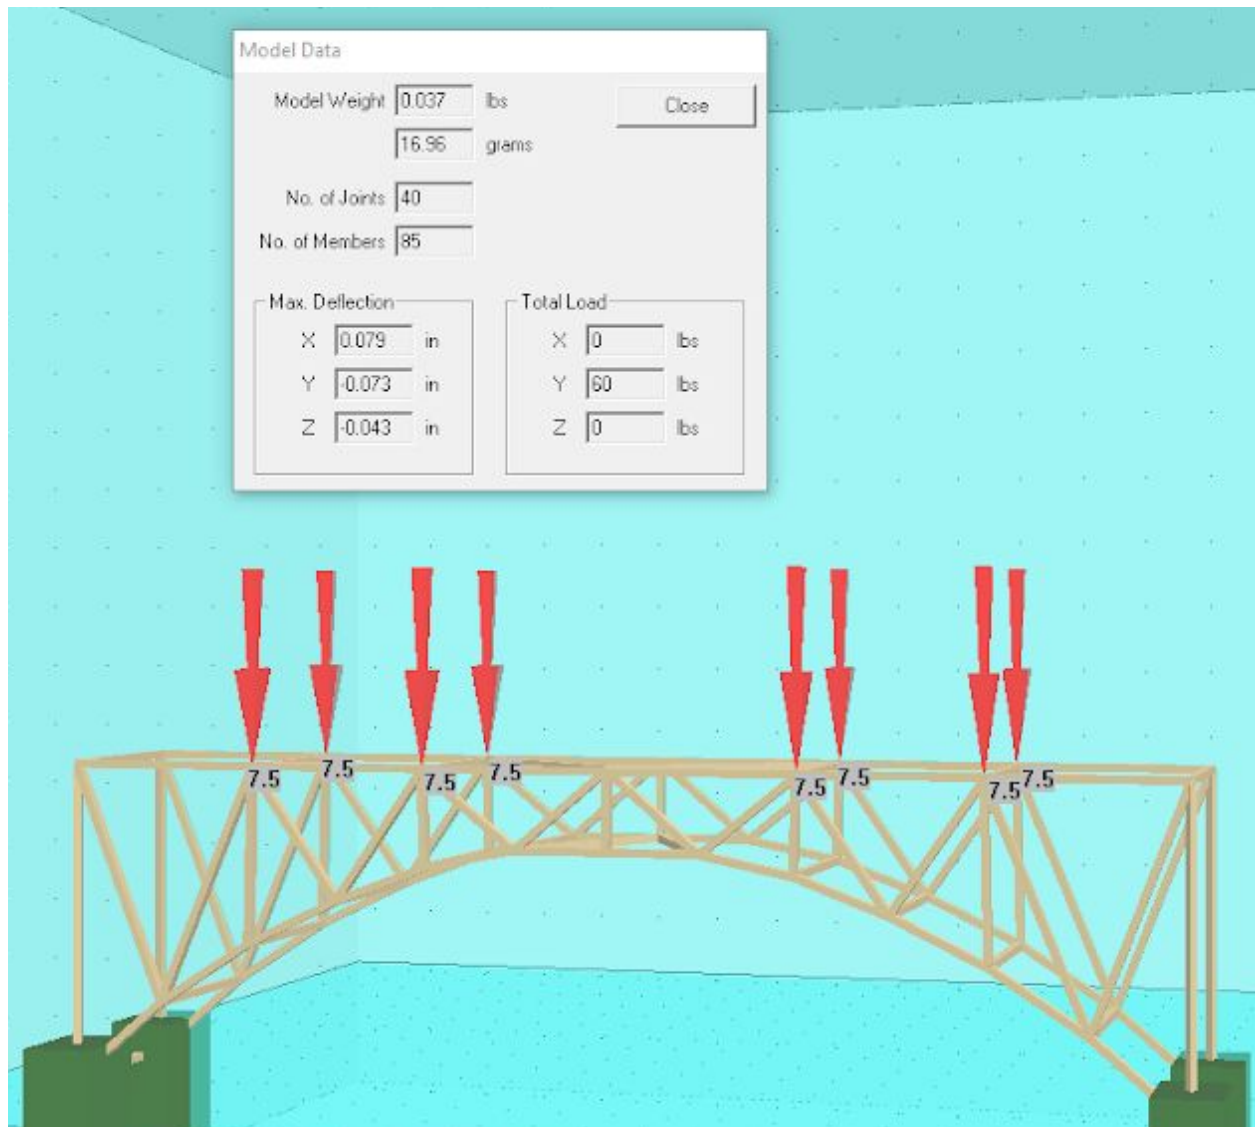 Model Data
Model Weight 0.037 lbs
Close
16.96 grams
No. of Joints 40
No. of Members 85
Max. Deflection
X 0.079 in
Y -0.073 in
Z -0.043 in
Total Load
X 0 lbs
Y 60 lbs
Z 0 lbs
7.5 7.5 7.5 7.5 7.5 7.5 7.5 7.5